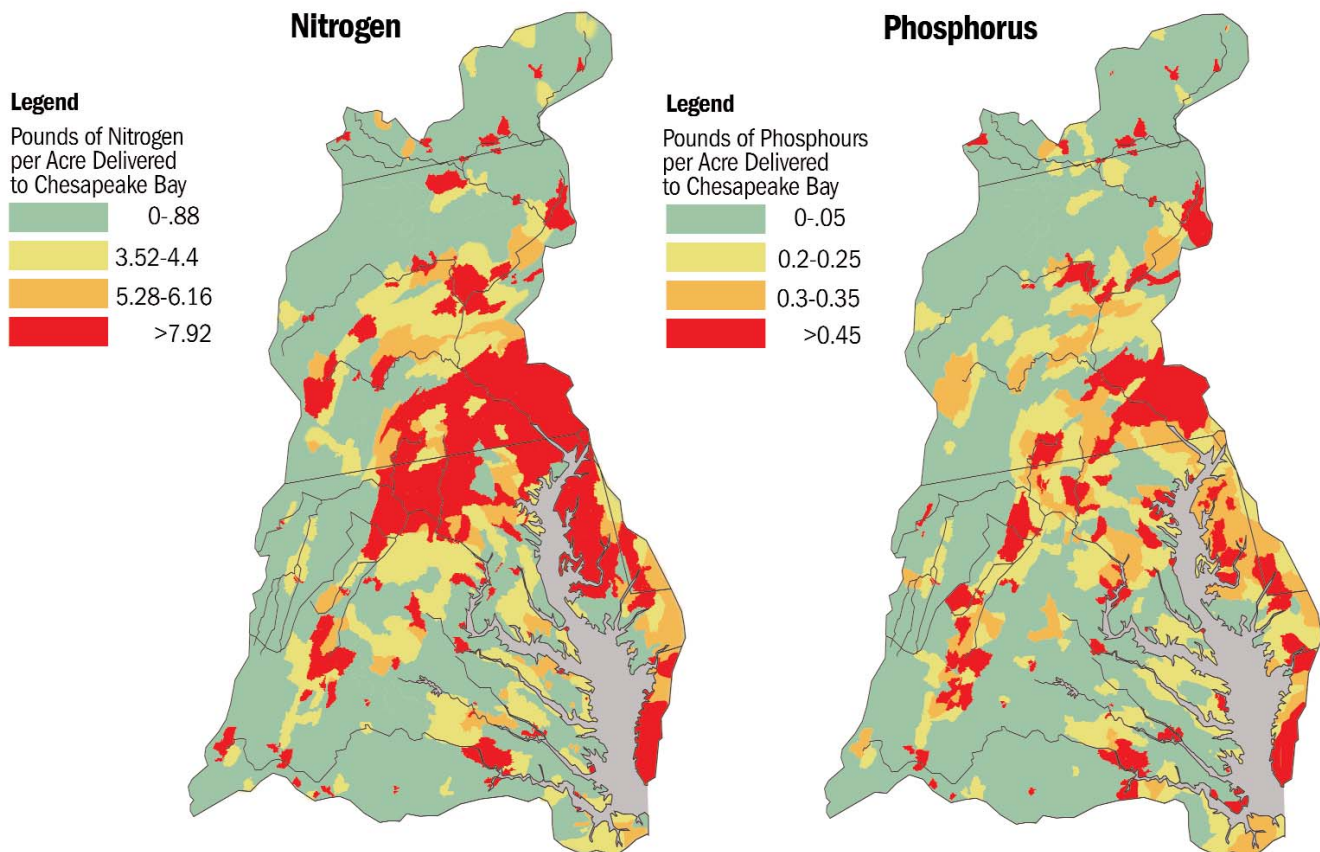 Nitrogen
Legend
Pounds of Nitrogen
per Acre Delivered
to Chesapeake Bay
0-.88
3.52-4.4
5.28-6.16
>7.92
Phosphorus
Legend
Pounds of Phosphours
per Acre Delivered
to Chesapeake Bay
0-.05
0.2-0.25
0.3-0.35
>0.45